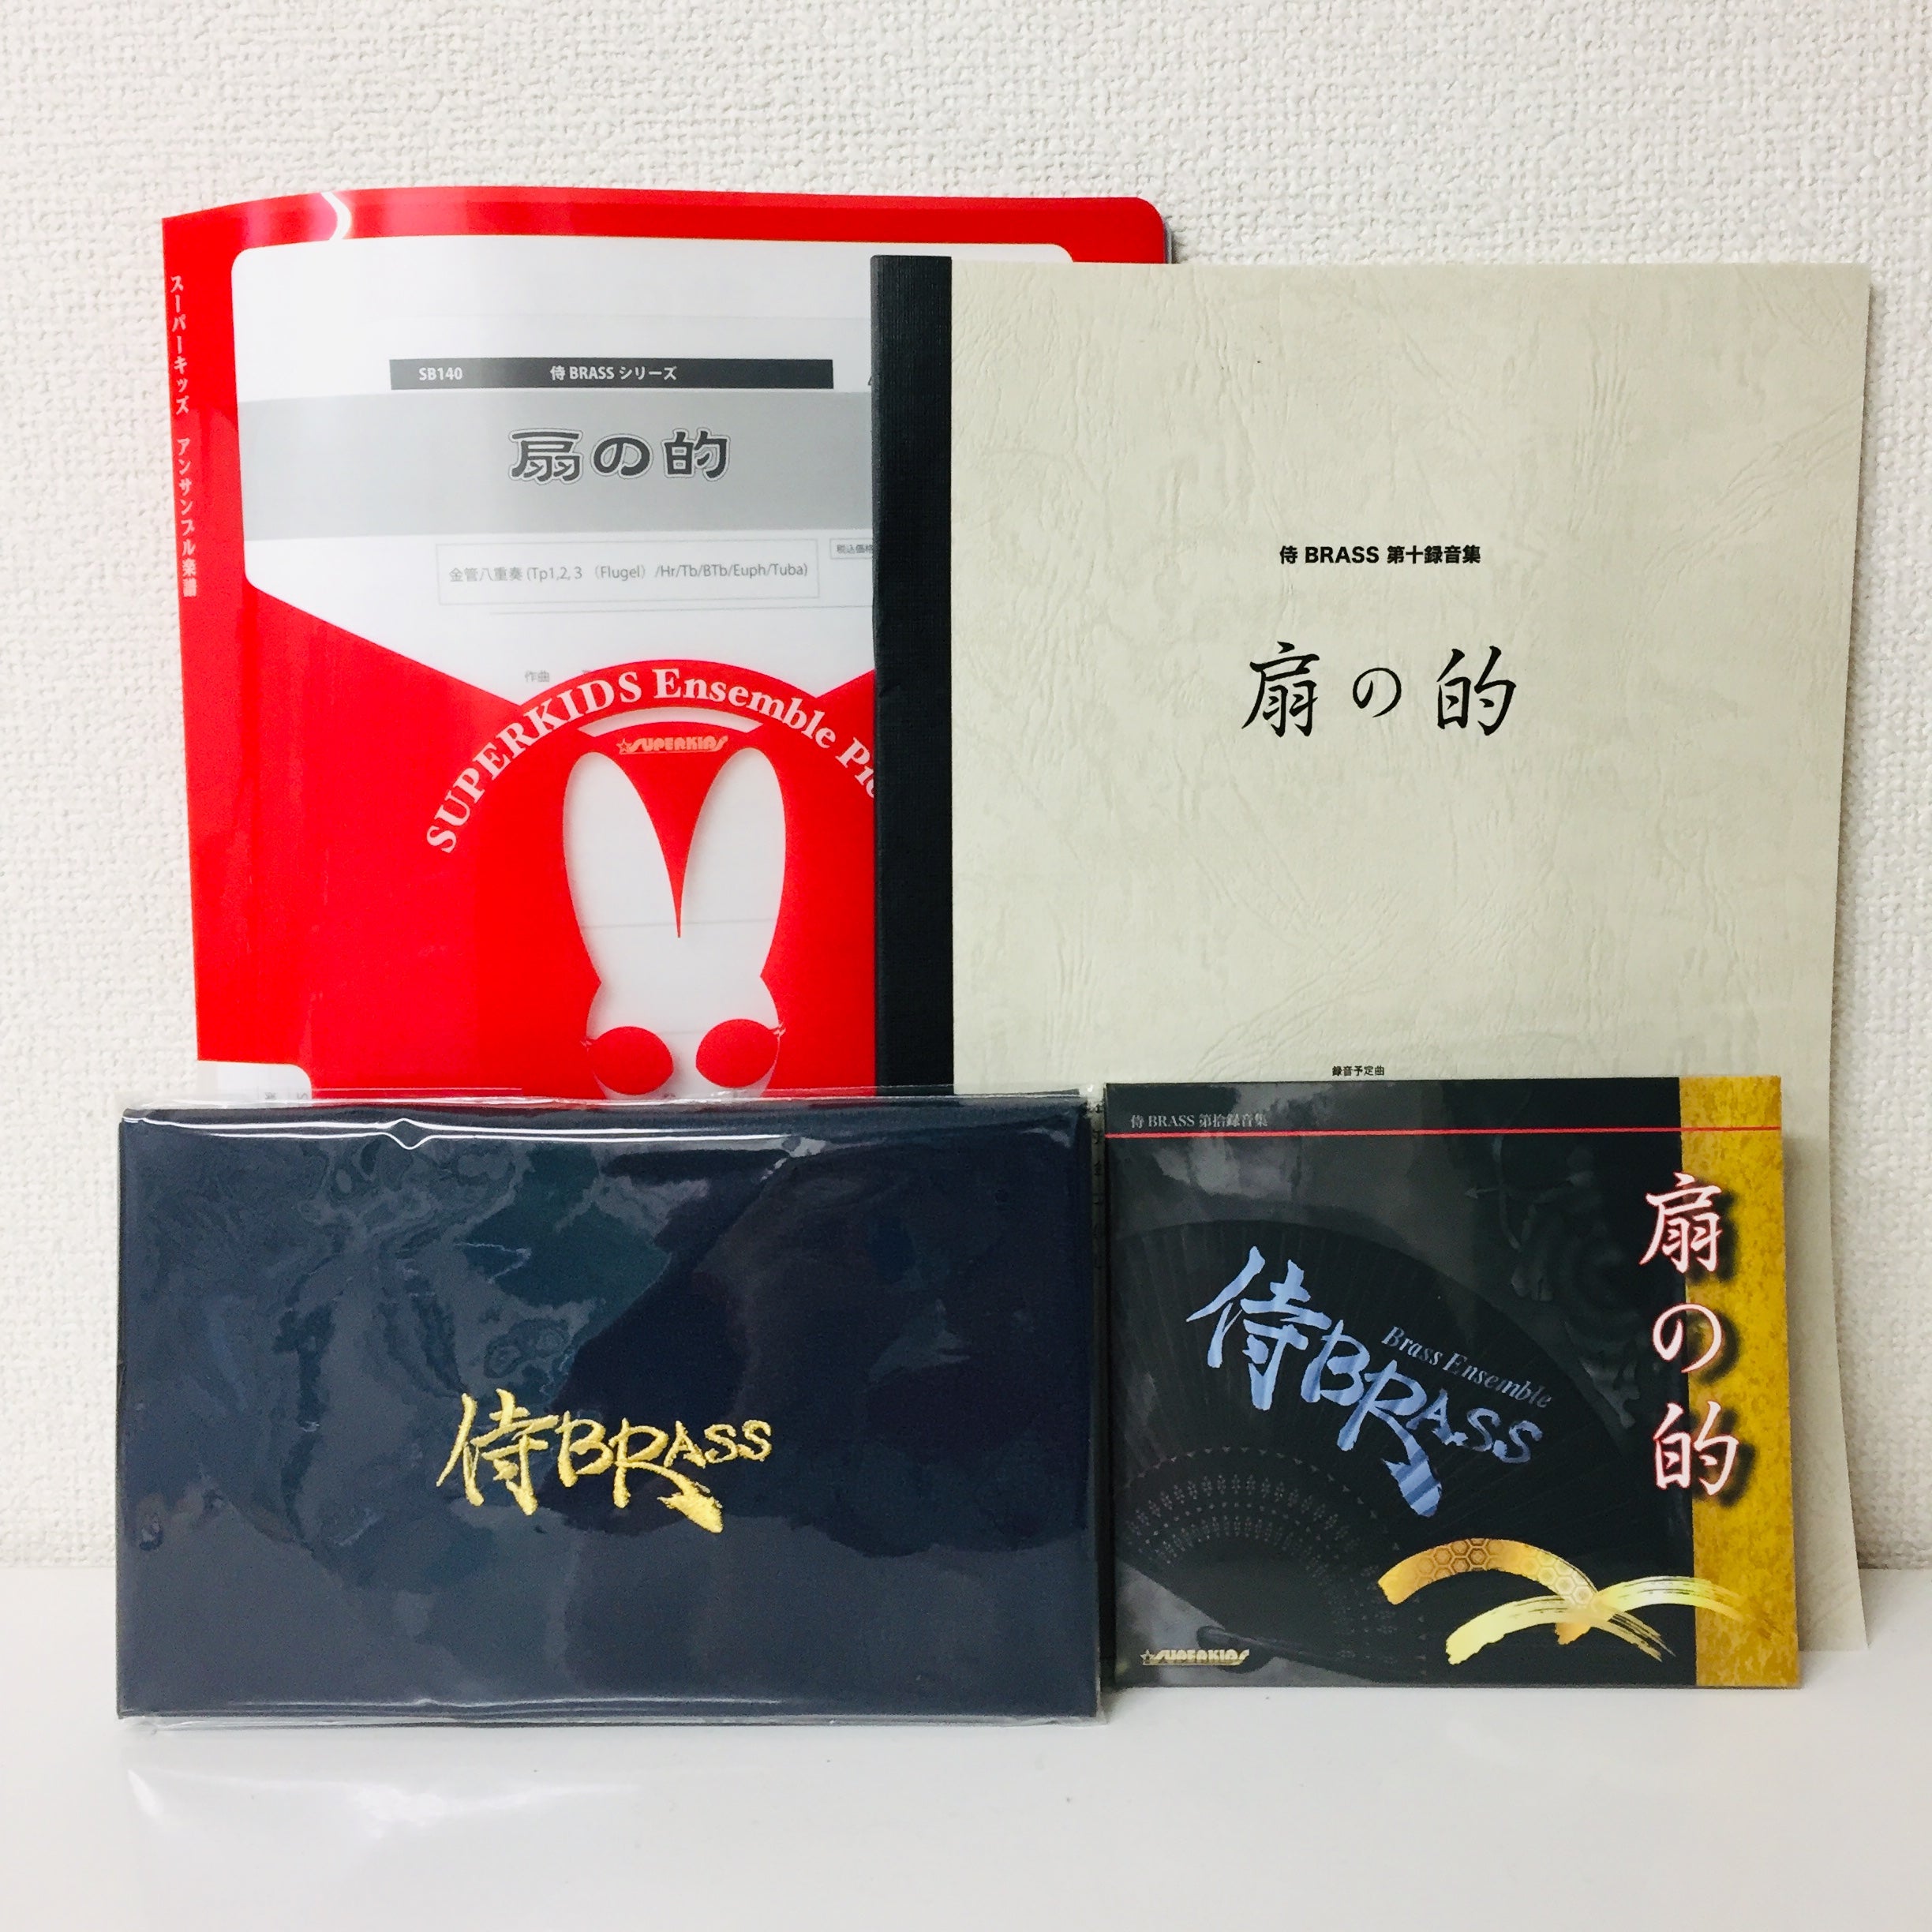 スーパーキッズ アンサンブル楽譜
SB140 侍 BRASS シリーズ
扇の的
税込価格
金管八重奏 (Tp1,2, 3 (Flugel) /Hr/Tb/BTb/Euph/Tuba)
作曲
SUPERKIDS Ensemble
SUPERKIDS
侍 BRASS 第十録音集
扇の的
録音予定曲
侍BRASS
侍 BRASS 第拾録音集
扇の的
侍BRASS
Brass Ensemble
SUPERKIDS